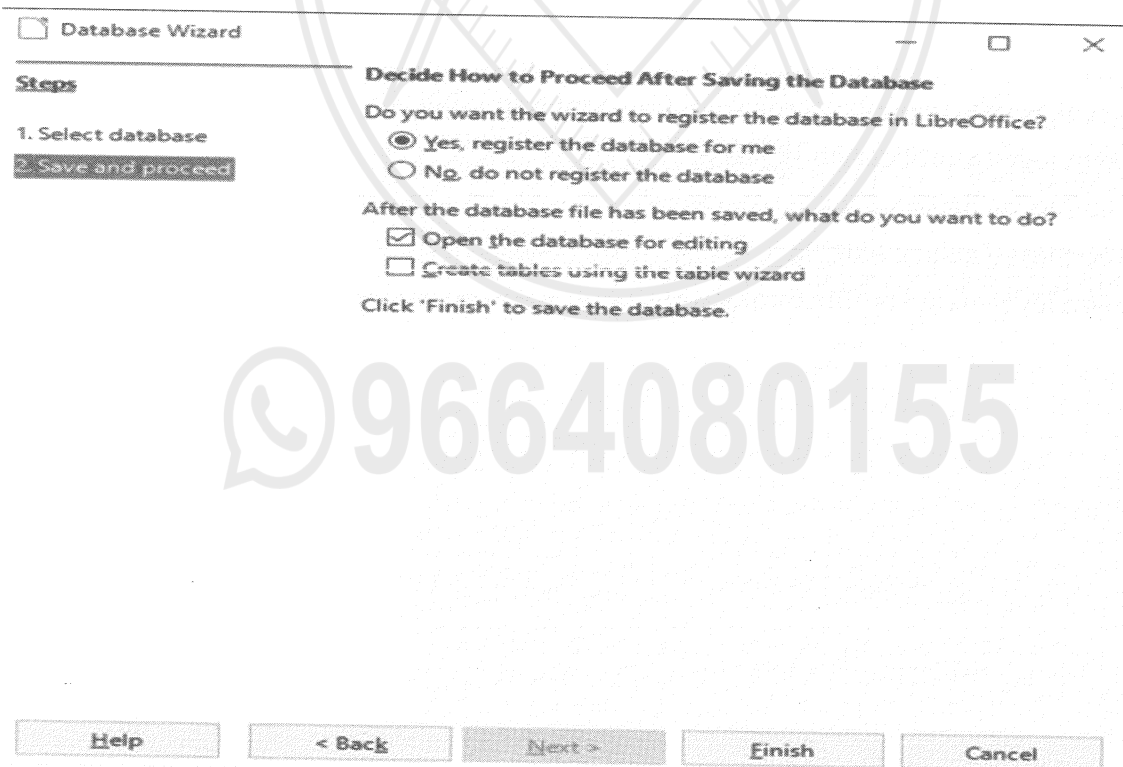 Database Wizard
Steps
1. Select database
2. Save and proceed
Decide How to Proceed After Saving the Database
Do you want the wizard to register the database in LibreOffice?
Yes, register the database for me
No, do not register the database
After the database file has been saved, what do you want to do?
Open the database for editing
Create tables using the table wizard
Click 'Finish' to save the database.
9664080155
Help
< Back
Next >
Finish
Cancel